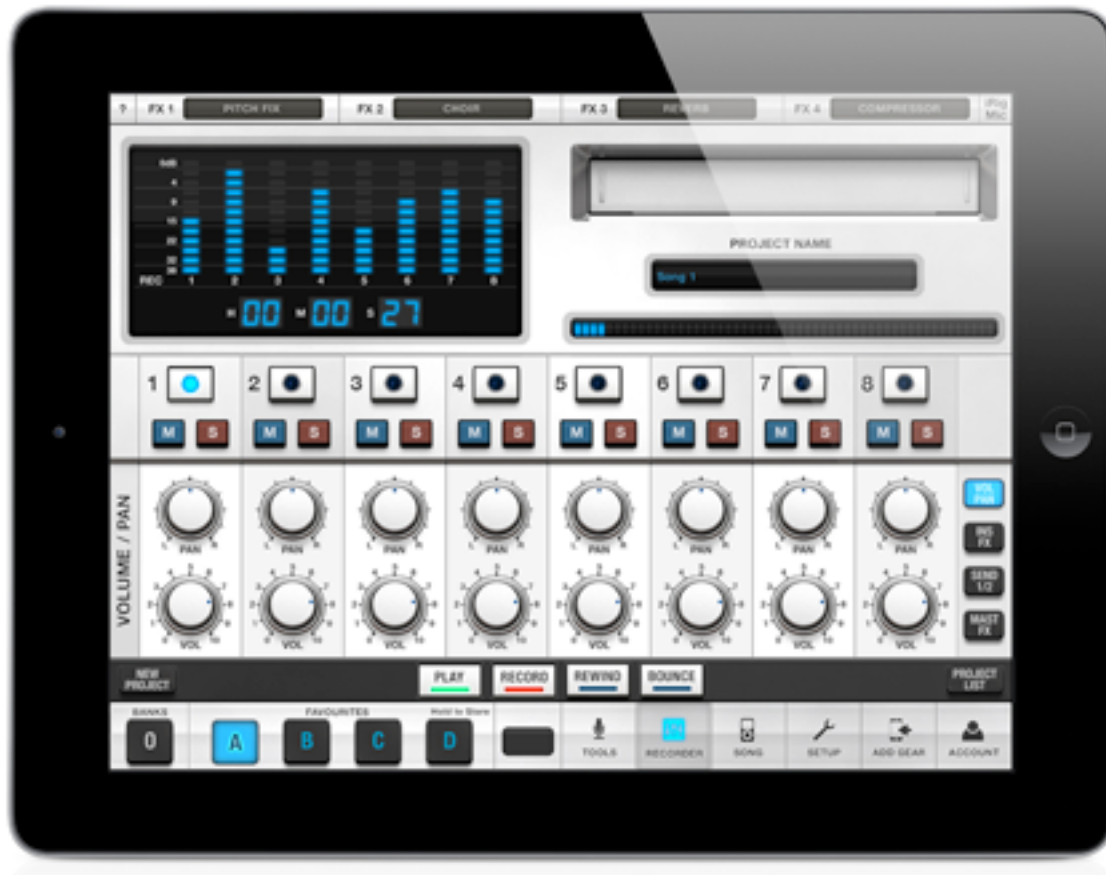 ? FX 1 PITCH FIX FX 2 CHOIR FX 3 REVERB FX 4 COMPRESSOR iRig Mic
0dB
4
REC 1 2 3 4 5 6 7 8
H 00 M 00 S 27
PROJECT NAME
Song 1
1 2 3 4 5 6 7 8
M S M S M S M S M S M S M S M S
VOLUME / PAN
L PAN R L PAN R L PAN R L PAN R L PAN R L PAN R L PAN R L PAN R
VOL VOL VOL VOL VOL VOL VOL VOL
VOL PAN
INS FX
SEND 1/2
MAST FX
NEW PROJECT PLAY RECORD REWIND BOUNCE PROJECT LIST
BANKS FAVOURITES Hold to Store
0 A B C D
TOOLS RECORDER SONG SETUP ADD GEAR ACCOUNT